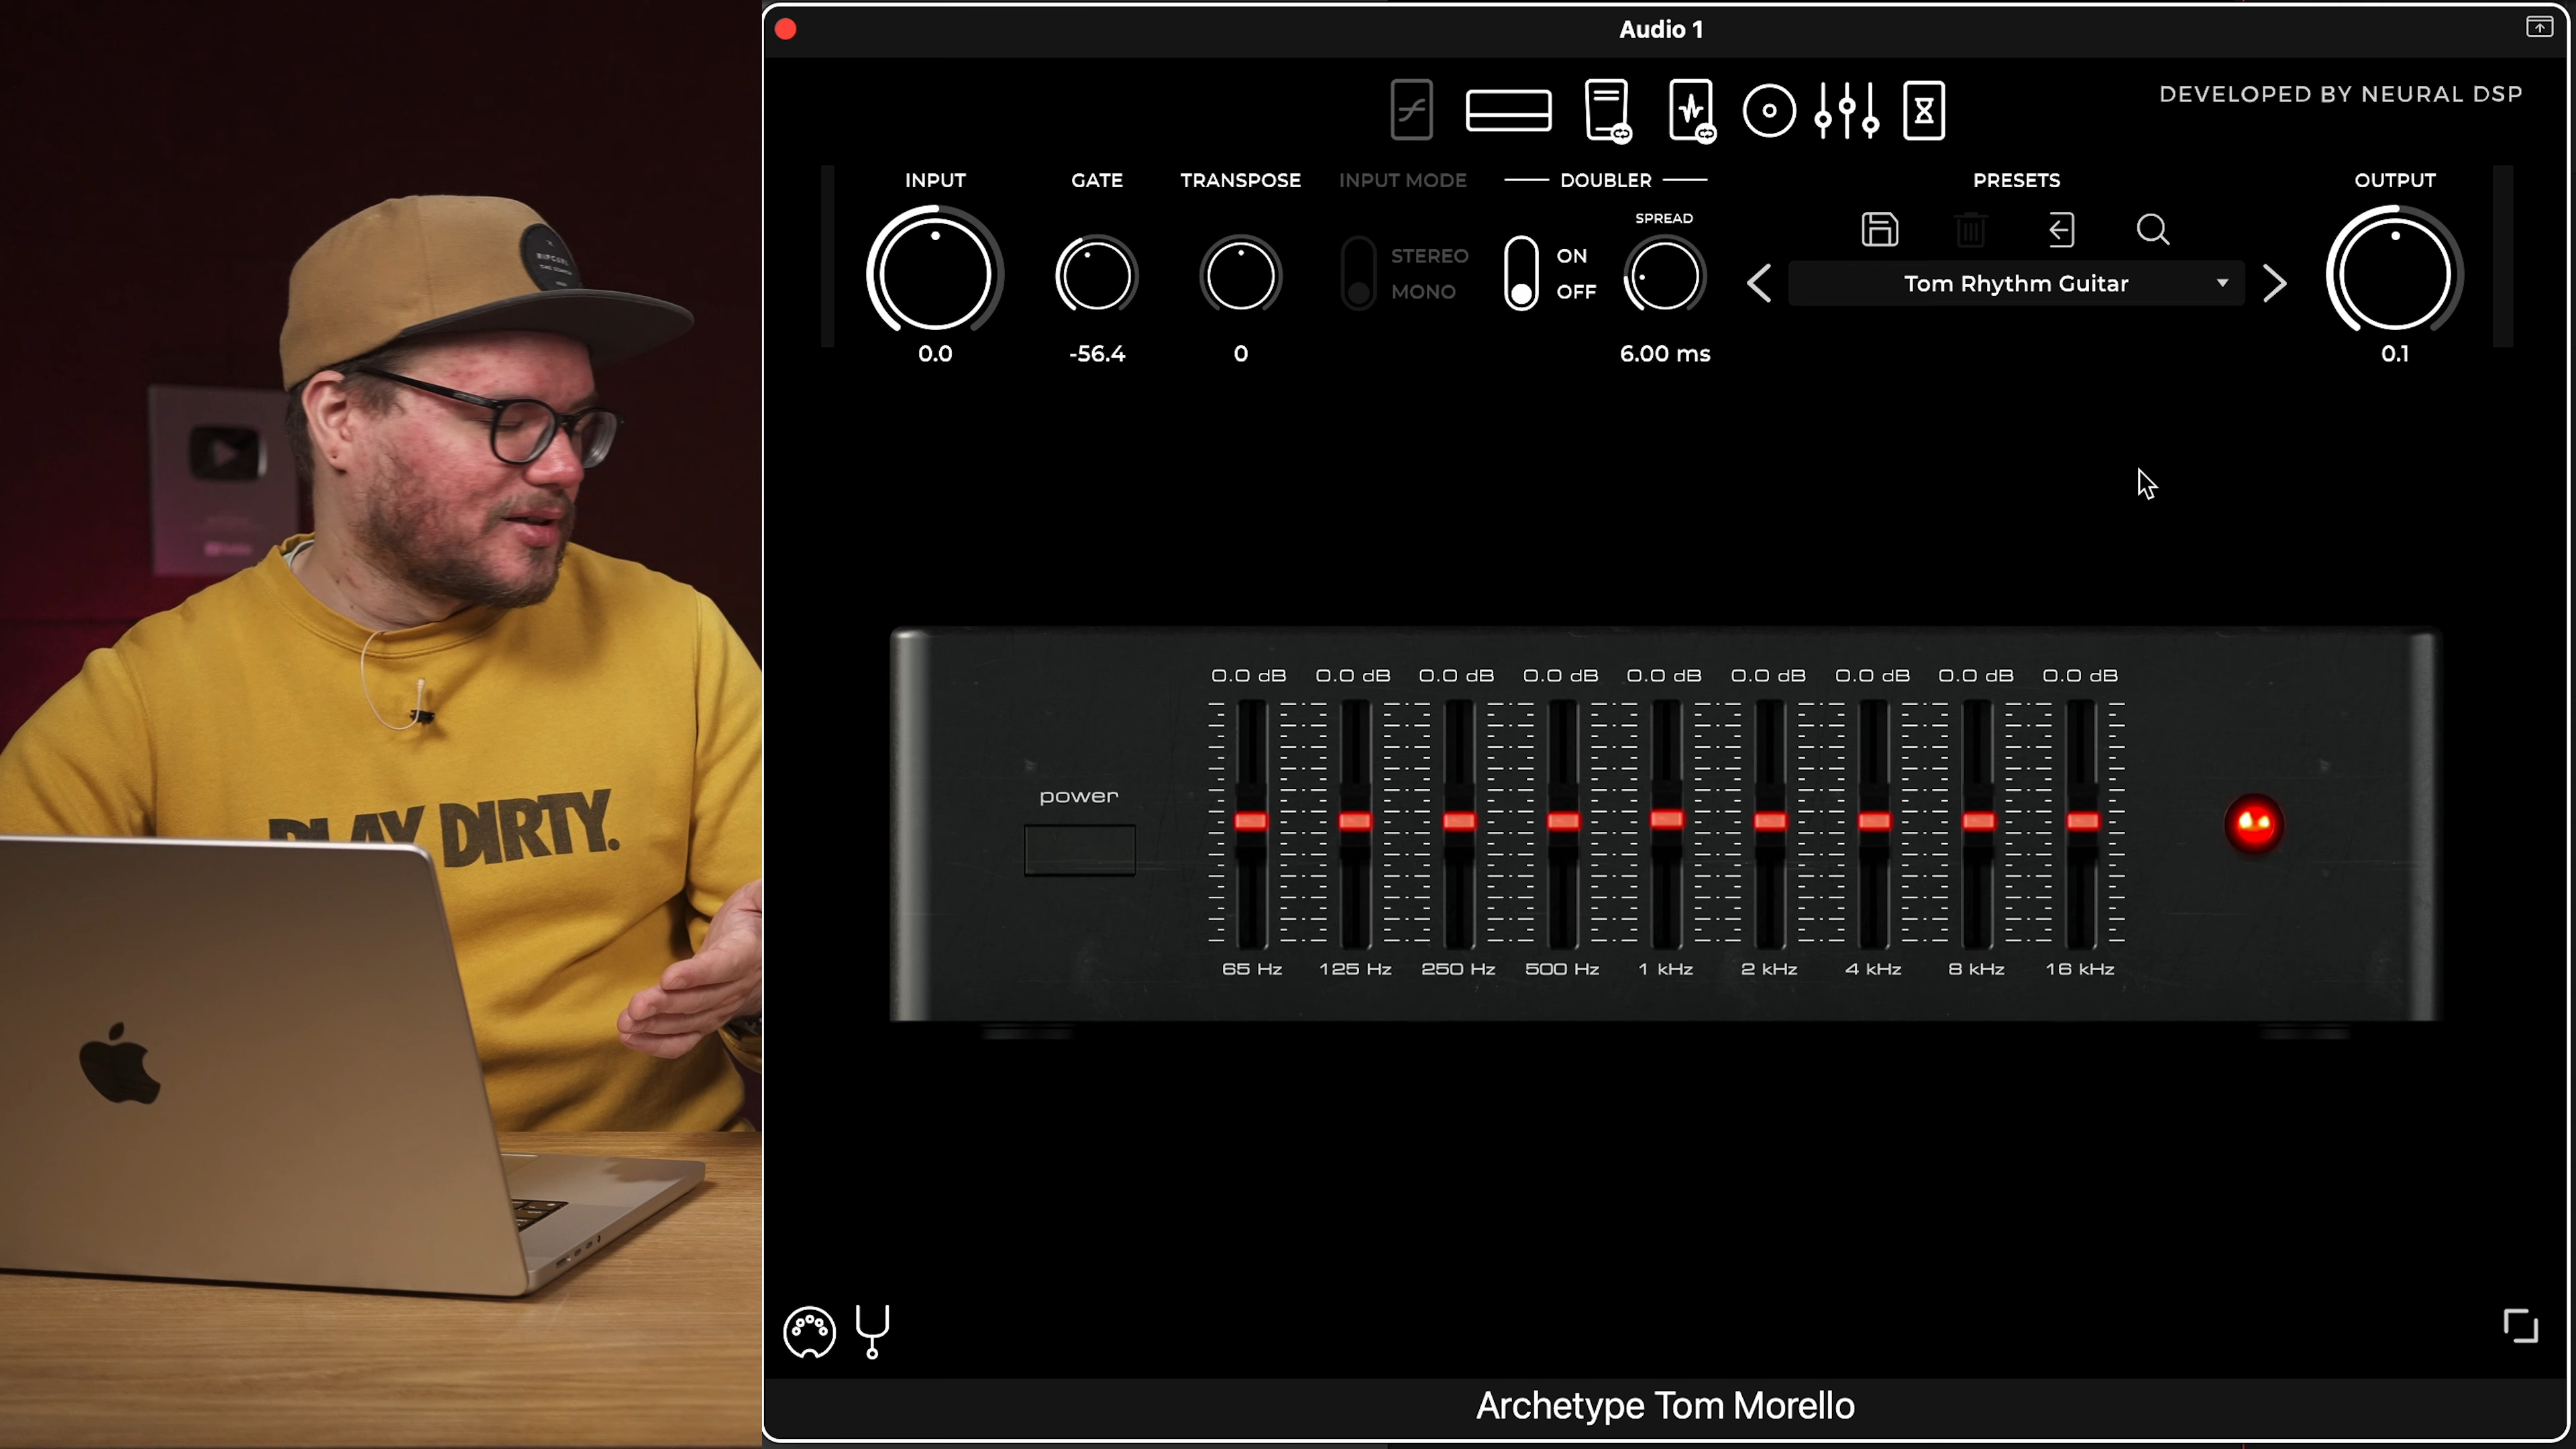 Audio 1
DEVELOPED BY NEURAL DSP
INPUT
GATE
TRANSPOSE
INPUT MODE
DOUBLER
PRESETS
OUTPUT
SPREAD
STEREO
MONO
ON
OFF
Tom Rhythm Guitar
0.0
-56.4
0
6.00 ms
0.1
0.0 dB 0.0 dB 0.0 dB 0.0 dB 0.0 dB 0.0 dB 0.0 dB 0.0 dB 0.0 dB
power
65 Hz 125 Hz 250 Hz 500 Hz 1 kHz 2 kHz 4 kHz 8 kHz 16 kHz
Archetype Tom Morello
RIPCURL
PLAY DIRTY.